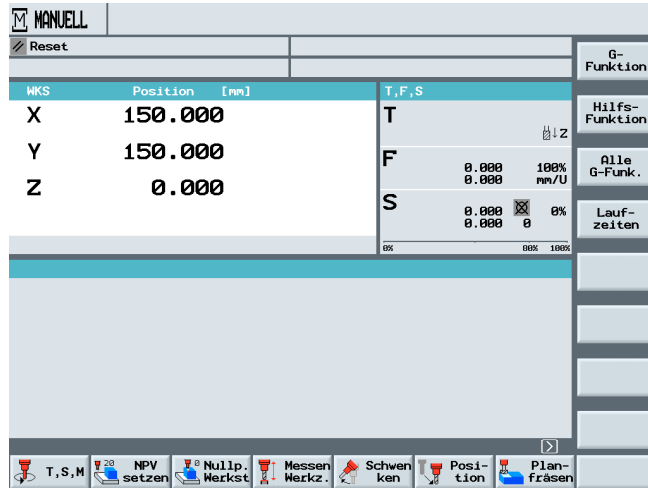 M MANUELL
Reset
G-
Funktion
WKS Position [mm]
T,F,S
X 150.000
T
Z
Hilfs-
Funktion
Y 150.000
F 0.000 100%
0.000 mm/U
Alle
G-Funk.
Z 0.000
S 0.000 0%
0.000 0
Lauf-
zeiten
0% 80% 100%
T,S,M
20
NPV
setzen
0
Nullp.
Werkst
Messen
Werkz.
Schwen
ken
Posi-
tion
Plan-
fräsen